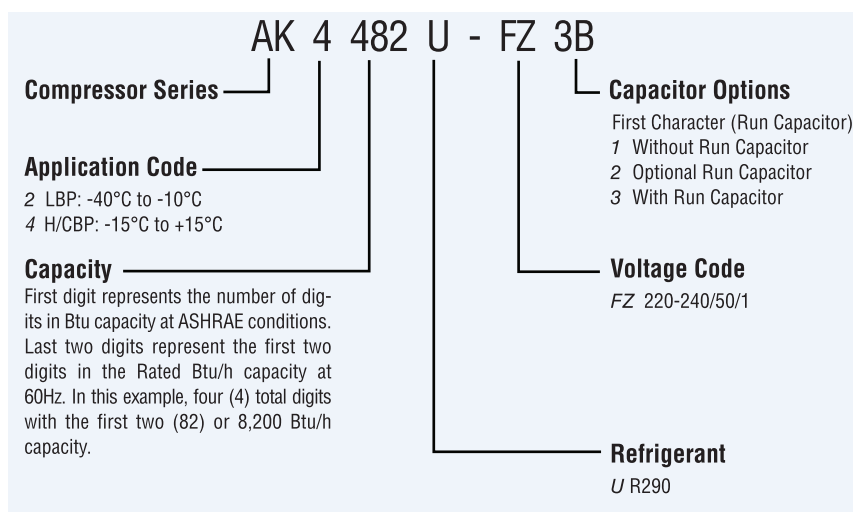 AK 4 482 U - FZ 3B
Compressor Series
Application Code
2 LBP: -40°C to -10°C
4 H/CBP: -15°C to +15°C
Capacity
First digit represents the number of dig-
its in Btu capacity at ASHRAE conditions.
Last two digits represent the first two
digits in the Rated Btu/h capacity at
60Hz. In this example, four (4) total digits
with the first two (82) or 8,200 Btu/h
capacity.
Capacitor Options
First Character (Run Capacitor)
1 Without Run Capacitor
2 Optional Run Capacitor
3 With Run Capacitor
Voltage Code
FZ 220-240/50/1
Refrigerant
U R290